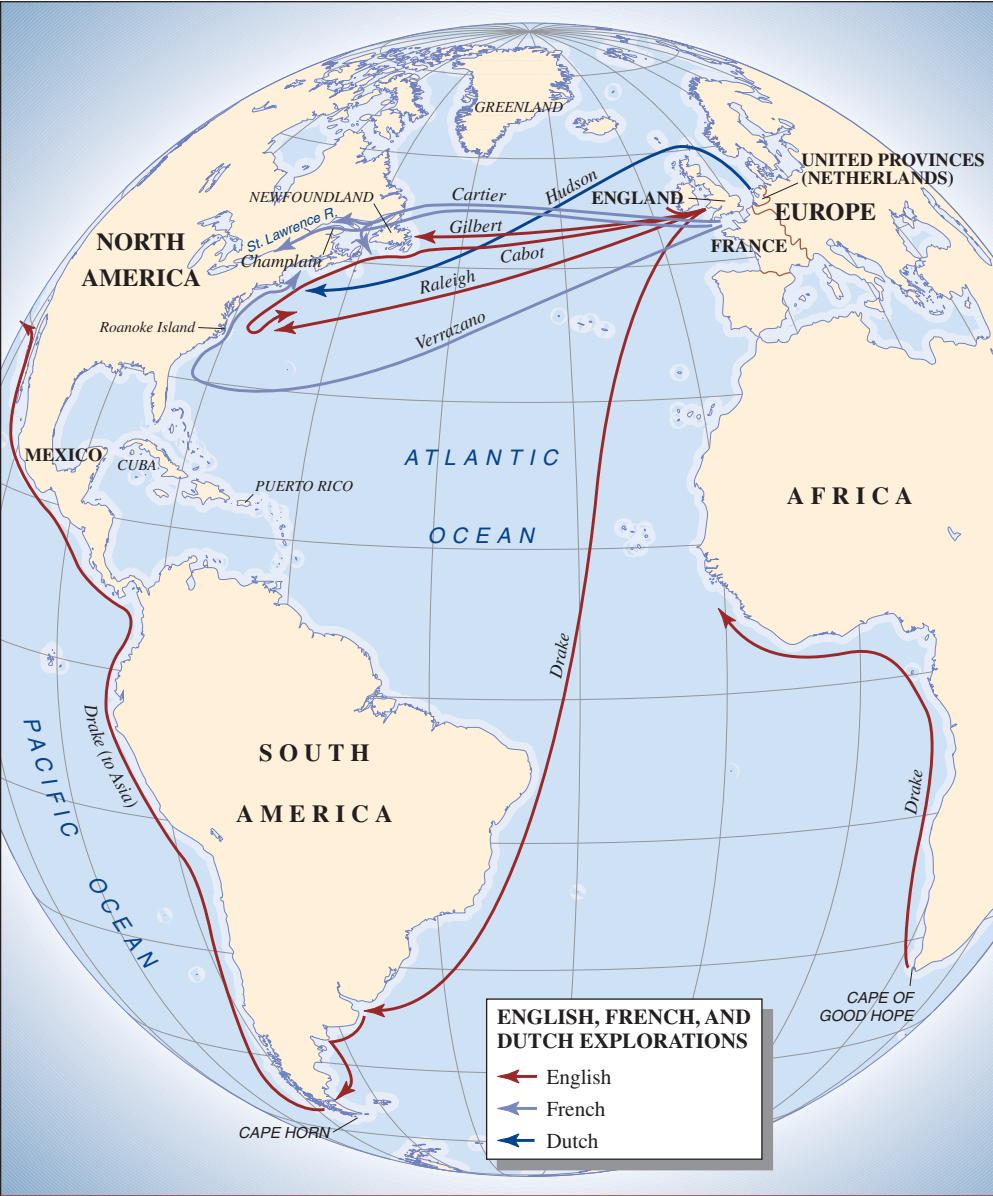 GREENLAND
UNITED PROVINCES
(NETHERLANDS)
Hudson
Cartier
ENGLAND
NEWFOUNDLAND
EUROPE
St. Lawrence R.
Gilbert
NORTH
AMERICA
FRANCE
Cabot
Champlain
Raleigh
Roanoke Island
Verrazano
MEXICO
CUBA
ATLANTIC
OCEAN
PUERTO RICO
AFRICA
Drake
Drake (to Asia)
SOUTH
AMERICA
PACIFIC
OCEAN
Drake
CAPE OF
GOOD HOPE
CAPE HORN
ENGLISH, FRENCH, AND
DUTCH EXPLORATIONS
English
French
Dutch